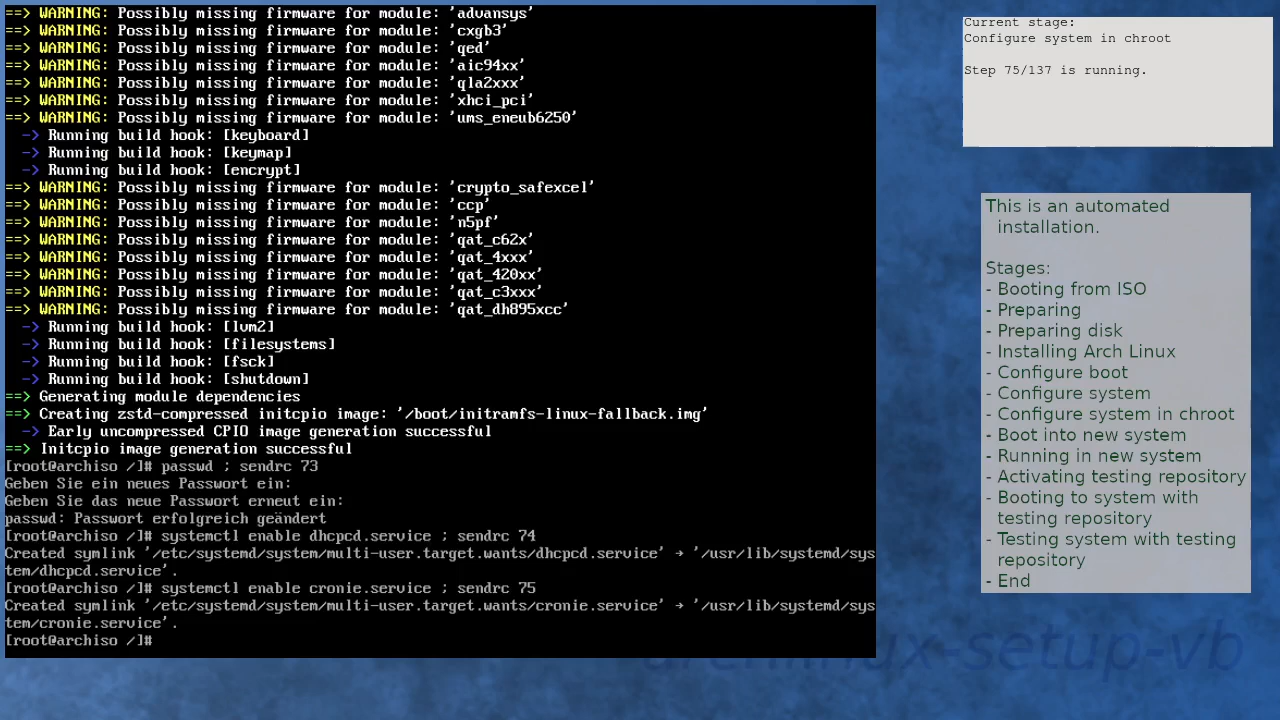 ==> WARNING: Possibly missing firmware for module: 'advansys'
==> WARNING: Possibly missing firmware for module: 'cxgb3'
==> WARNING: Possibly missing firmware for module: 'qed'
==> WARNING: Possibly missing firmware for module: 'aic94xx'
==> WARNING: Possibly missing firmware for module: 'qla2xxx'
==> WARNING: Possibly missing firmware for module: 'xhci_pci'
==> WARNING: Possibly missing firmware for module: 'ums_eneub6250'
  -> Running build hook: [keyboard]
  -> Running build hook: [keymap]
  -> Running build hook: [encrypt]
==> WARNING: Possibly missing firmware for module: 'crypto_safexcel'
==> WARNING: Possibly missing firmware for module: 'ccp'
==> WARNING: Possibly missing firmware for module: 'n5pf'
==> WARNING: Possibly missing firmware for module: 'qat_c62x'
==> WARNING: Possibly missing firmware for module: 'qat_4xxx'
==> WARNING: Possibly missing firmware for module: 'qat_420xx'
==> WARNING: Possibly missing firmware for module: 'qat_c3xxx'
==> WARNING: Possibly missing firmware for module: 'qat_dh895xcc'
  -> Running build hook: [lvm2]
  -> Running build hook: [filesystems]
  -> Running build hook: [fsck]
  -> Running build hook: [shutdown]
==> Generating module dependencies
==> Creating zstd-compressed initcpio image: '/boot/initramfs-linux-fallback.img'
  -> Early uncompressed CPIO image generation successful
==> Initcpio image generation successful
[root@archiso /]# passwd ; sendrc 73
Geben Sie ein neues Passwort ein:
Geben Sie das neue Passwort erneut ein:
passwd: Passwort erfolgreich geändert
[root@archiso /]# systemctl enable dhcpcd.service ; sendrc 74
Created symlink '/etc/systemd/system/multi-user.target.wants/dhcpcd.service' → '/usr/lib/systemd/sys
tem/dhcpcd.service'.
[root@archiso /]# systemctl enable cronie.service ; sendrc 75
Created symlink '/etc/systemd/system/multi-user.target.wants/cronie.service' → '/usr/lib/systemd/sys
tem/cronie.service'.
[root@archiso /]#
Current stage:
Configure system in chroot
Step 75/137 is running.
This is an automated
installation.
Stages:
- Booting from ISO
- Preparing
- Preparing disk
- Installing Arch Linux
- Configure boot
- Configure system
- Configure system in chroot
- Boot into new system
- Running in new system
- Activating testing repository
- Booting to system with
testing repository
- Testing system with testing
repository
- End
archlinux-setup-vb